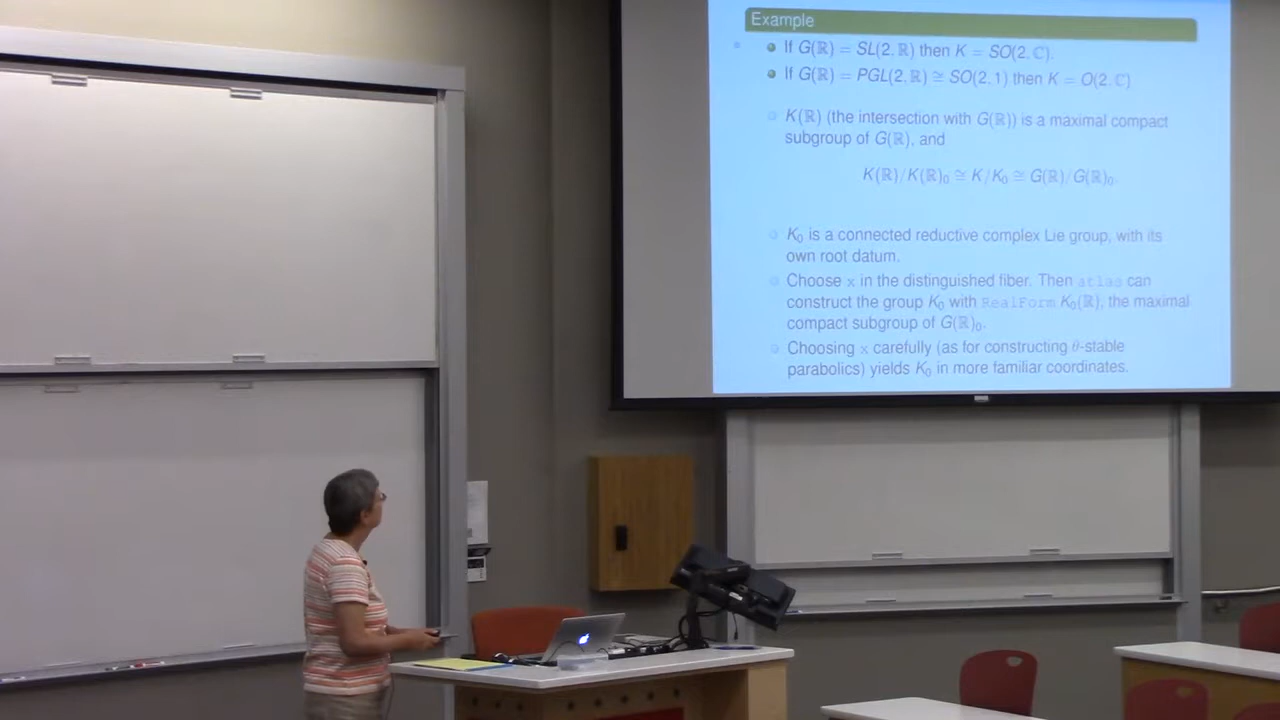 Example
If G(ℝ) = SL(2, ℝ) then K = SO(2, ℂ).
If G(ℝ) = PGL(2, ℝ) ≅ SO(2, 1) then K = O(2, ℂ)
K(ℝ) (the intersection with G(ℝ)) is a maximal compact
subgroup of G(ℝ), and
K(ℝ)/K(ℝ)₀ ≅ K/K₀ ≅ G(ℝ)/G(ℝ)₀.
K₀ is a connected reductive complex Lie group, with its
own root datum.
Choose x in the distinguished fiber. Then atlas can
construct the group K₀ with RealForm K₀(ℝ), the maximal
compact subgroup of G(ℝ)₀.
Choosing x carefully (as for constructing θ-stable
parabolics) yields K₀ in more familiar coordinates.